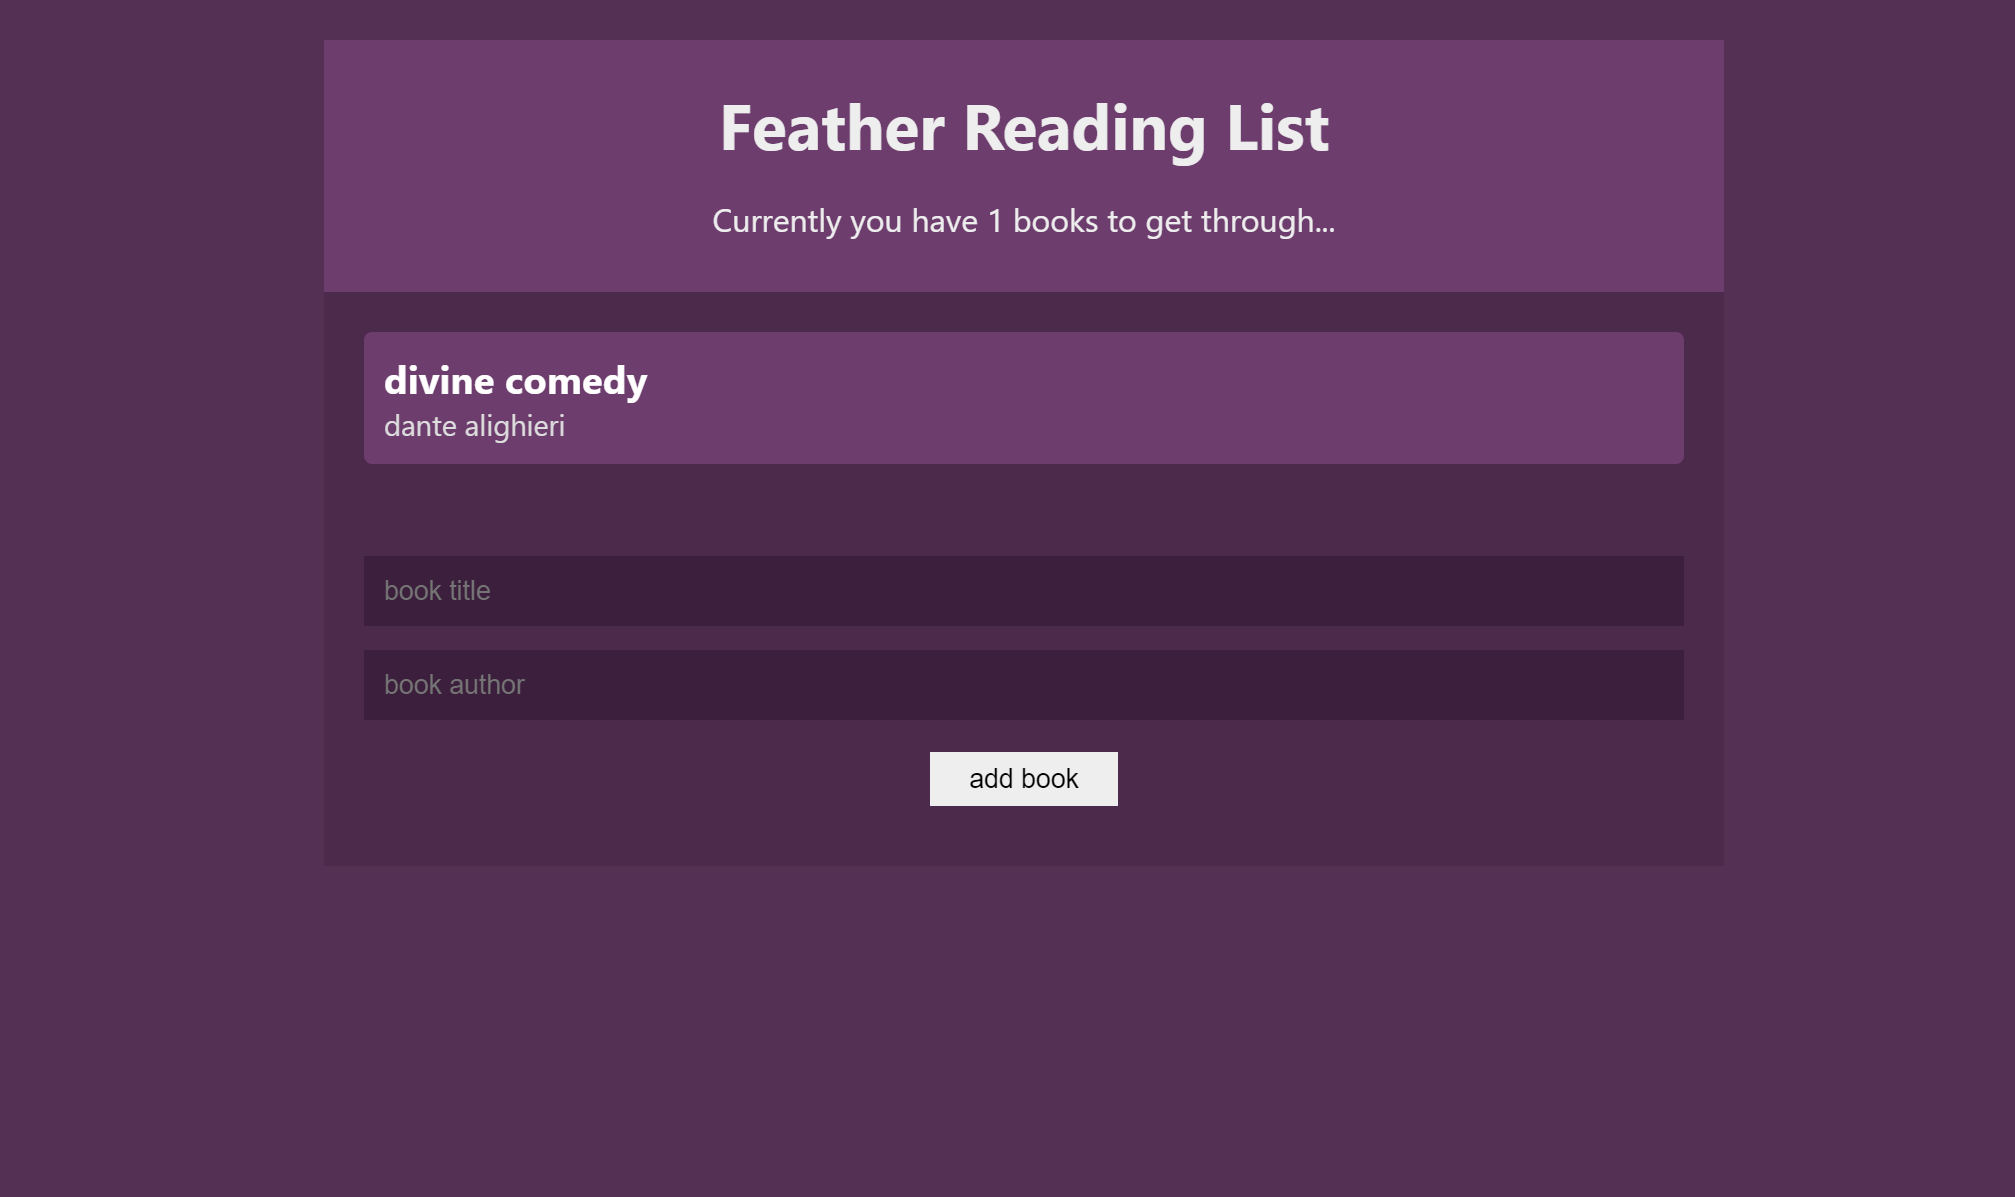 Feather Reading List
Currently you have 1 books to get through...
divine comedy
dante alighieri
book title
book author
add book